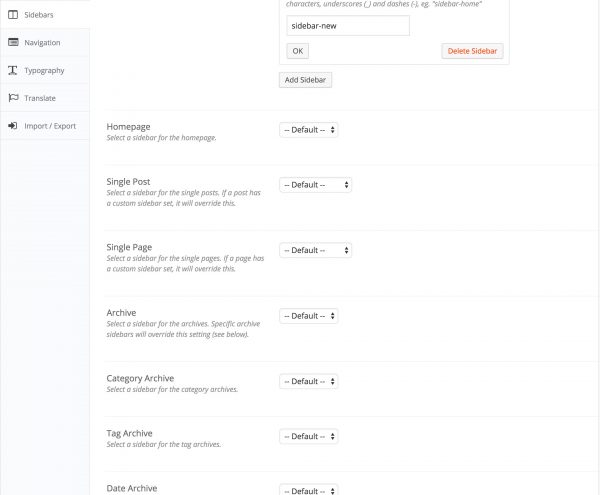 characters, underscores (_) and dashes (-), eg. "sidebar-home"
Sidebars
sidebar-new
Navigation
OK
Delete Sidebar
Typography
Add Sidebar
Translate
Import / Export
Homepage
-- Default --
Select a sidebar for the homepage.
Single Post
-- Default --
Select a sidebar for the single posts. If a post has
a custom sidebar set, it will override this.
Single Page
-- Default --
Select a sidebar for the single pages. If a page has
a custom sidebar set, it will override this.
Archive
-- Default --
Select a sidebar for the archives. Specific archive
sidebars will override this setting (see below).
Category Archive
-- Default --
Select a sidebar for the category archives.
Tag Archive
-- Default --
Select a sidebar for the tag archives.
Date Archive
-- Default --